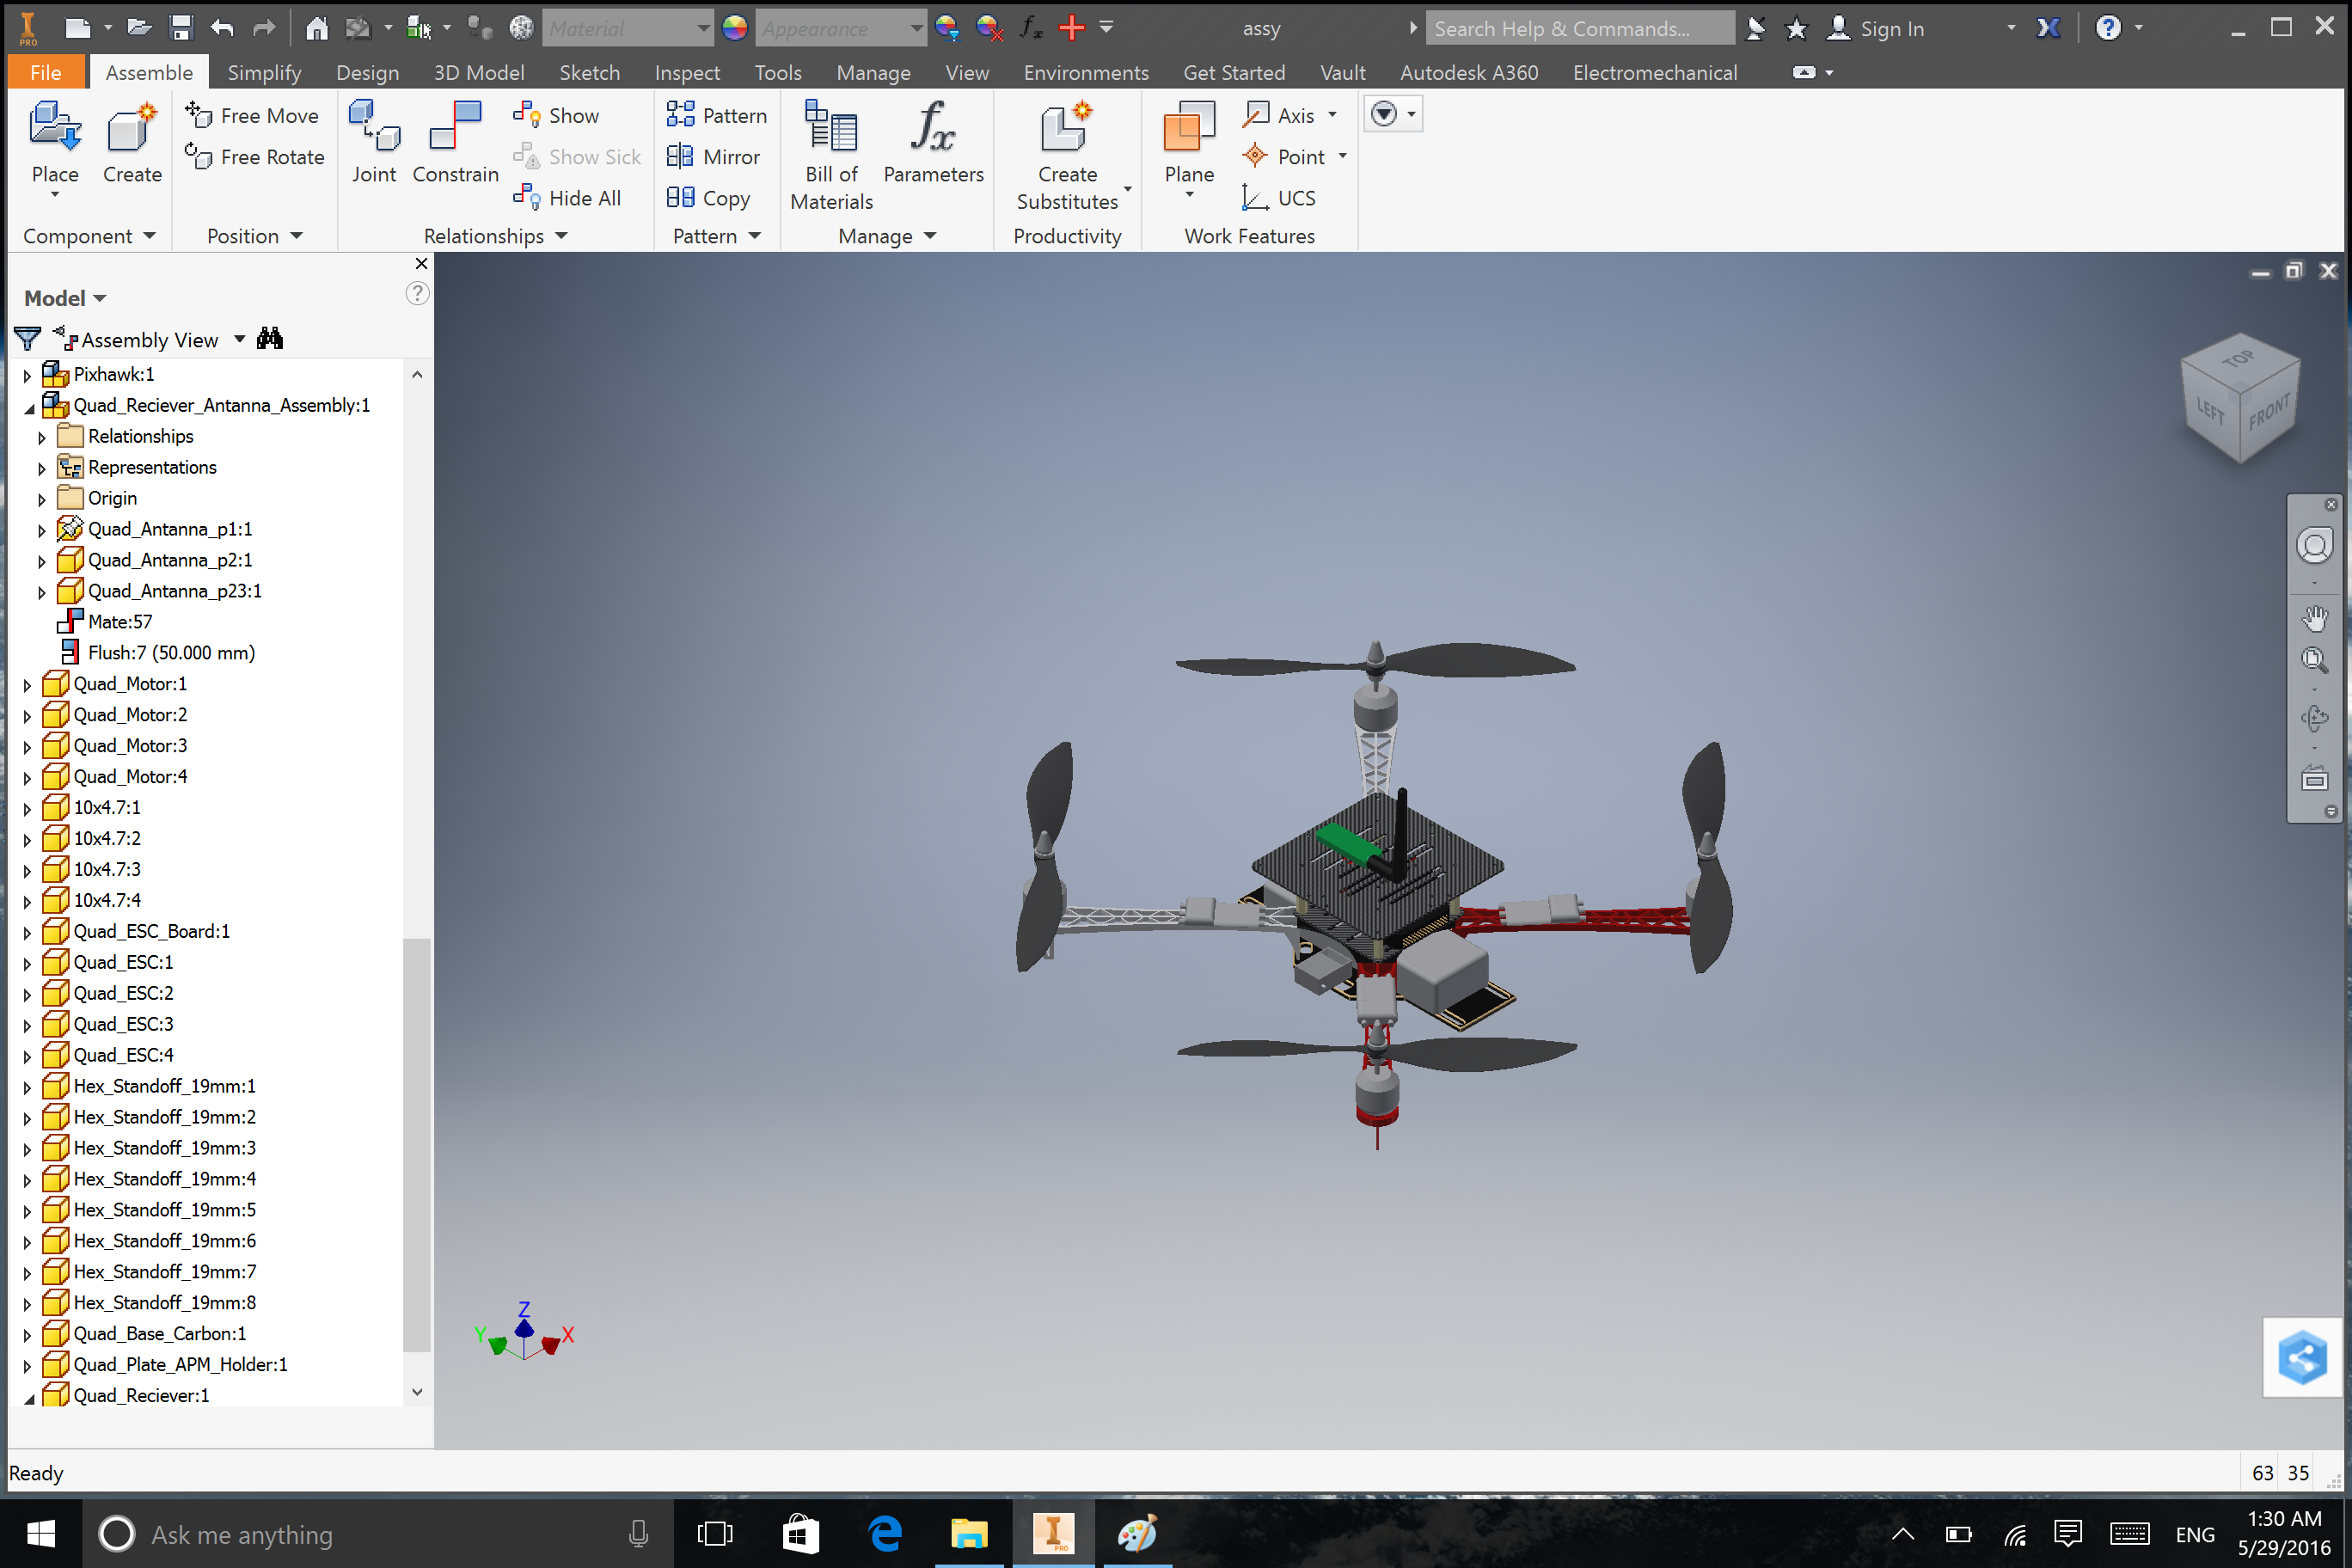 PRO
Material
Appearance
fx
assy
Search Help & Commands...
Sign In
File
Assemble
Simplify
Design
3D Model
Sketch
Inspect
Tools
Manage
View
Environments
Get Started
Vault
Autodesk A360
Electromechanical
Place
Create
Free Move
Free Rotate
Joint
Constrain
Show
Show Sick
Hide All
Pattern
Mirror
Copy
Bill of
Materials
fx
Parameters
Create
Substitutes
Plane
Axis
Point
UCS
Component
Position
Relationships
Pattern
Manage
Productivity
Work Features
Model
Assembly View
Pixhawk:1
Quad_Reciever_Antanna_Assembly:1
Relationships
Representations
Origin
Quad_Antanna_p1:1
Quad_Antanna_p2:1
Quad_Antanna_p23:1
Mate:57
Flush:7 (50.000 mm)
Quad_Motor:1
Quad_Motor:2
Quad_Motor:3
Quad_Motor:4
10x4.7:1
10x4.7:2
10x4.7:3
10x4.7:4
Quad_ESC_Board:1
Quad_ESC:1
Quad_ESC:2
Quad_ESC:3
Quad_ESC:4
Hex_Standoff_19mm:1
Hex_Standoff_19mm:2
Hex_Standoff_19mm:3
Hex_Standoff_19mm:4
Hex_Standoff_19mm:5
Hex_Standoff_19mm:6
Hex_Standoff_19mm:7
Hex_Standoff_19mm:8
Quad_Base_Carbon:1
Quad_Plate_APM_Holder:1
Quad_Reciever:1
TOP
LEFT
FRONT
Z
Y
X
Ready
63 35
Ask me anything
PRO
ENG
1:30 AM
5/29/2016